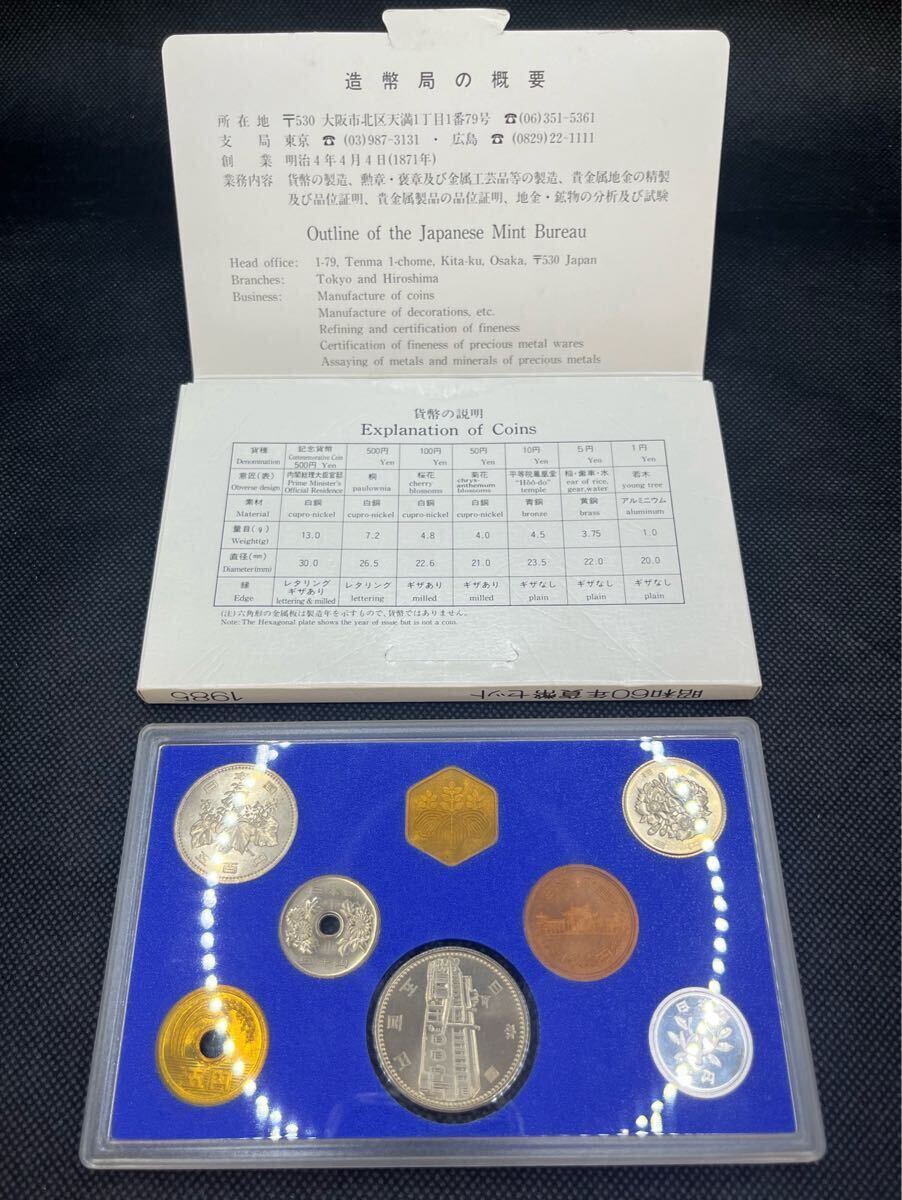 造幣局の概要
所在地 〒530 大阪市北区天満1丁目1番79号 ☎(06)351-5361
支局 東京 ☎ (03)987-3131 ・ 広島 ☎ (0829)22-1111
創業 明治4年4月4日(1871年)
業務内容 貨幣の製造、勲章・褒章及び金属工芸品等の製造、貴金属地金の精製
及び品位証明、貴金属製品の品位証明、地金・鉱物の分析及び試験
Outline of the Japanese Mint Bureau
Head office: 1-79, Tenma 1-chome, Kita-ku, Osaka, 〒530 Japan
Branches: Tokyo and Hiroshima
Business: Manufacture of coins
Manufacture of decorations, etc.
Refining and certification of fineness
Certification of fineness of precious metal wares
Assaying of metals and minerals of precious metals
貨幣の説明
Explanation of Coins
貨種 記念貨幣 500円 100円 50円 10円 5円 1円
Denomination Commemorative Coin 500円 Yen Yen Yen Yen Yen Yen Yen
意匠(表) 内閣総理大臣官邸 桐 桜花 菊花 平等院鳳凰堂 稲・歯車・水 若木
Obverse design Prime Minister's Official Residence paulownia cherry blossoms chrysanthemum blossoms "Hōō-do" temple ear of rice, gear,water young tree
素材 白銅 白銅 白銅 白銅 青銅 黄銅 アルミニウム
Material cupro-nickel cupro-nickel cupro-nickel cupro-nickel bronze brass aluminum
量目(g) 13.0 7.2 4.8 4.0 4.5 3.75 1.0
Weight(g)
直径(㎜) 30.0 26.5 22.6 21.0 23.5 22.0 20.0
Diameter(mm)
縁 レタリング ギザあり レタリング ギザあり ギザあり ギザなし ギザなし ギザなし
Edge lettering & milled lettering milled milled plain plain plain
(注)六角形の金属板は製造年を示すもので、貨幣ではありません。
Note: The Hexagonal plate shows the year of issue but is not a coin.
昭和60年貨幣セット 1985
日本国
五百円
日本国
五円
日本国